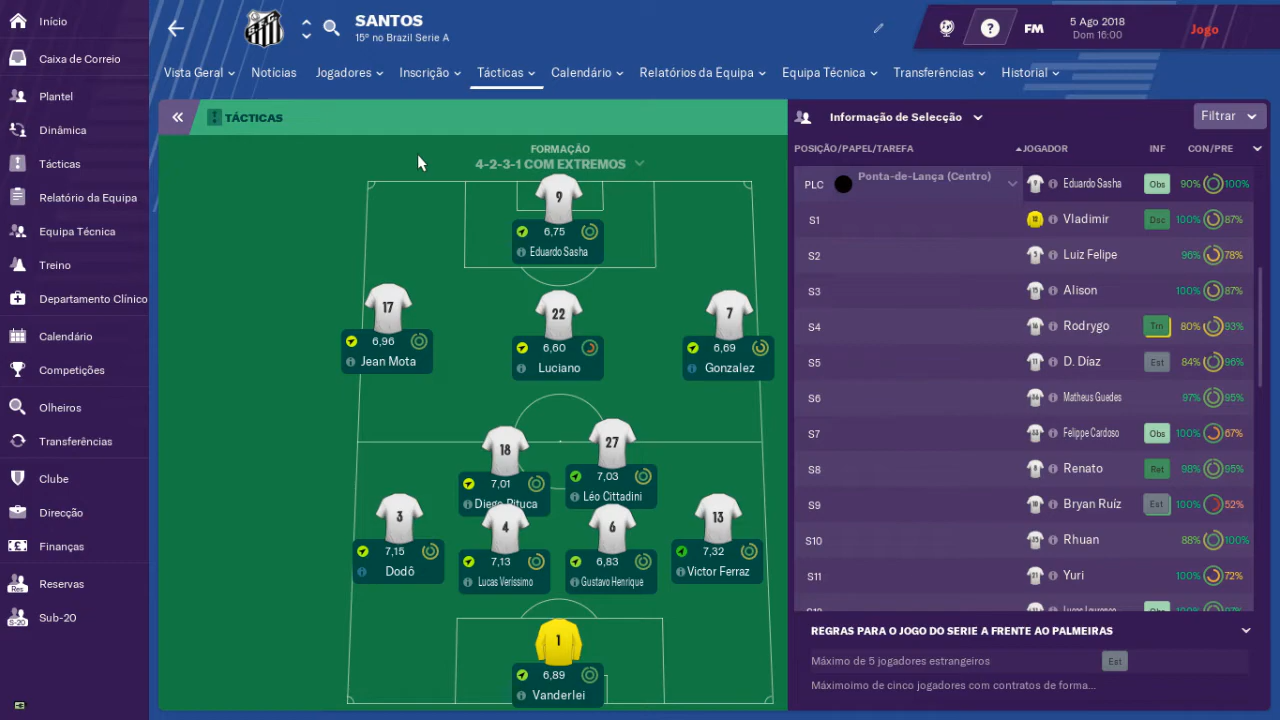 SANTOS
15º no Brazil Serie A
FM
5 Ago 2018
Dom 16:00
Jogo
Início
Caixa de Correio
Plantel
Dinâmica
Tácticas
Relatório da Equipa
Equipa Técnica
Treino
Departamento Clínico
Calendário
Competições
Olheiros
Transferências
Clube
Direcção
Finanças
Reservas
Sub-20
Vista Geral
Notícias
Jogadores
Inscrição
Tácticas
Calendário
Relatórios da Equipa
Equipa Técnica
Transferências
Historial
TÁCTICAS
FORMAÇÃO
4-2-3-1 COM EXTREMOS
9
6,75
Eduardo Sasha
17
6,96
Jean Mota
22
6,60
Luciano
7
6,69
Gonzalez
18
7,01
Diego Pituca
27
7,03
Léo Cittadini
3
7,15
Dodô
4
7,13
Lucas Veríssimo
6
6,83
Gustavo Henrique
13
7,32
Victor Ferraz
1
6,89
Vanderlei
Informação de Selecção
Filtrar
POSIÇÃO/PAPEL/TAREFA JOGADOR INF CON/PRE
PLC Ponta-de-Lança (Centro) Eduardo Sasha Obs 90% 100%
S1 Vladimir Dsc 100% 87%
S2 Luiz Felipe 96% 78%
S3 Alison 100% 87%
S4 Rodrygo Trn 80% 93%
S5 D. Díaz Est 84% 96%
S6 Matheus Guedes 97% 95%
S7 Felippe Cardoso Obs 100% 67%
S8 Renato Ret 98% 95%
S9 Bryan Ruíz Est 100% 52%
S10 Rhuan 88% 100%
S11 Yuri 100% 72%
REGRAS PARA O JOGO DO SERIE A FRENTE AO PALMEIRAS
Máximo de 5 jogadores estrangeiros Est
Máximoimo de cinco jogadores com contratos de forma...